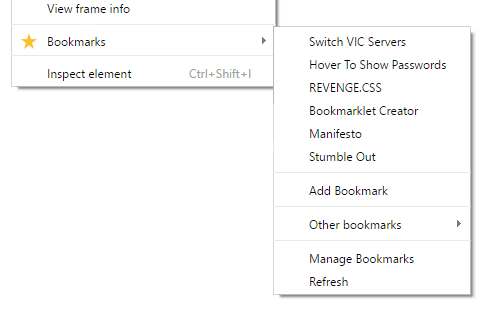 View frame info
Bookmarks
Inspect element Ctrl+Shift+I
Switch VIC Servers
Hover To Show Passwords
REVENGE.CSS
Bookmarklet Creator
Manifesto
Stumble Out
Add Bookmark
Other bookmarks
Manage Bookmarks
Refresh